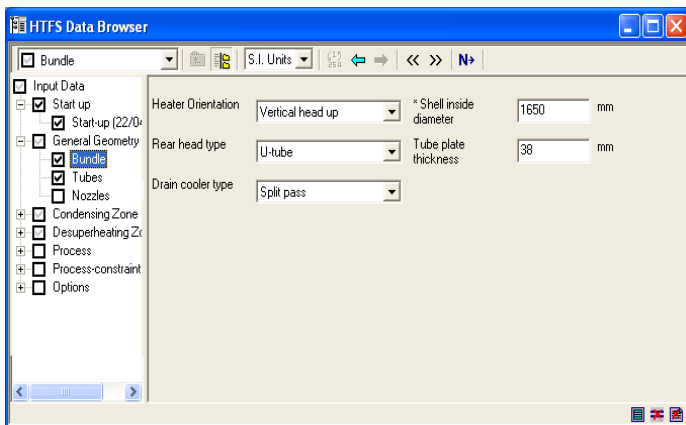 HTFS Data Browser
Bundle
S.I. Units
N→
Input Data
Start up
Start-up (22/04
General Geometry
Bundle
Tubes
Nozzles
Condensing Zone
Desuperheating Zo
Process
Process-constraint
Options
Heater Orientation
Vertical head up
* Shell inside
diameter
1650
mm
Rear head type
U-tube
Tube plate
thickness
38
mm
Drain cooler type
Split pass